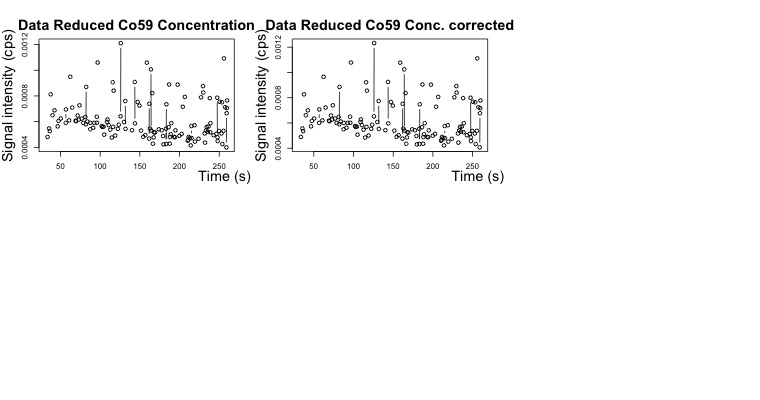 Data Reduced Co59 Concentration
Signal intensity (cps)
0.0004 0.0008 0.0012
50 100 150 200 250
Time (s)
Data Reduced Co59 Conc. corrected
Signal intensity (cps)
0.0004 0.0008 0.0012
50 100 150 200 250
Time (s)